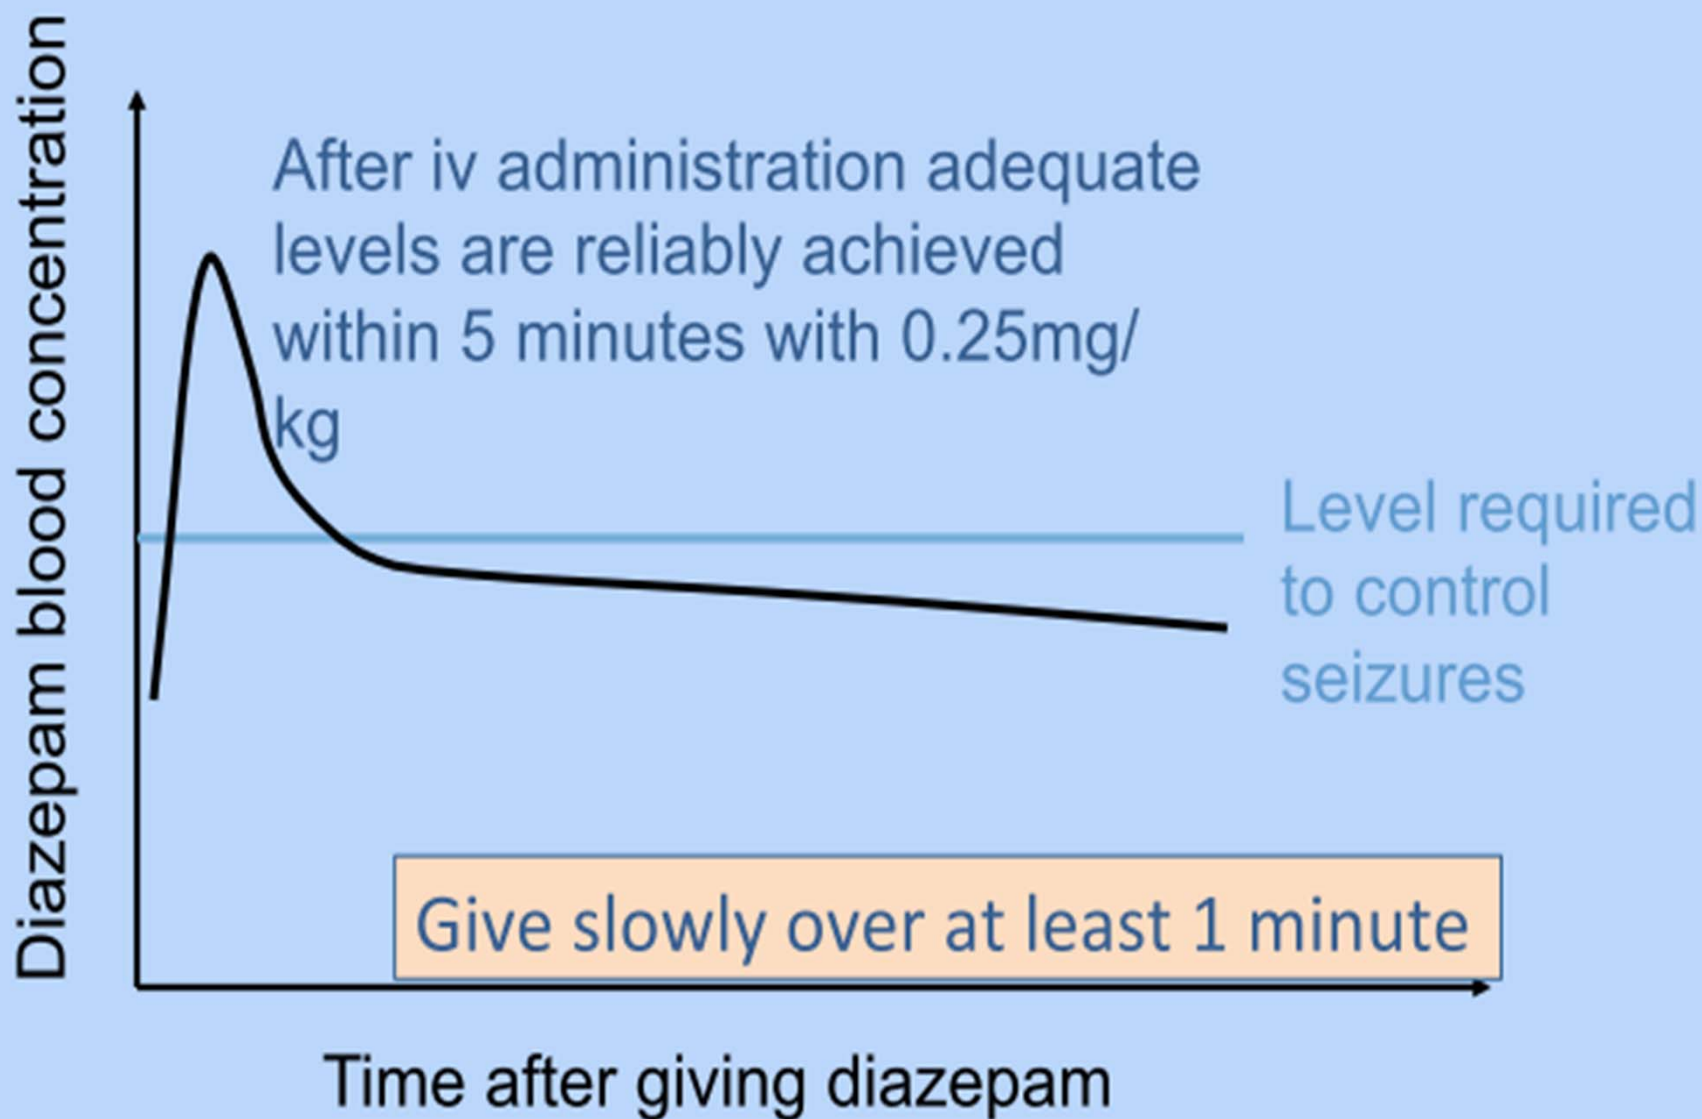 Diazepam blood concentration
After iv administration adequate
levels are reliably achieved
within 5 minutes with 0.25mg/
kg
Level required
to control
seizures
Give slowly over at least 1 minute
Time after giving diazepam